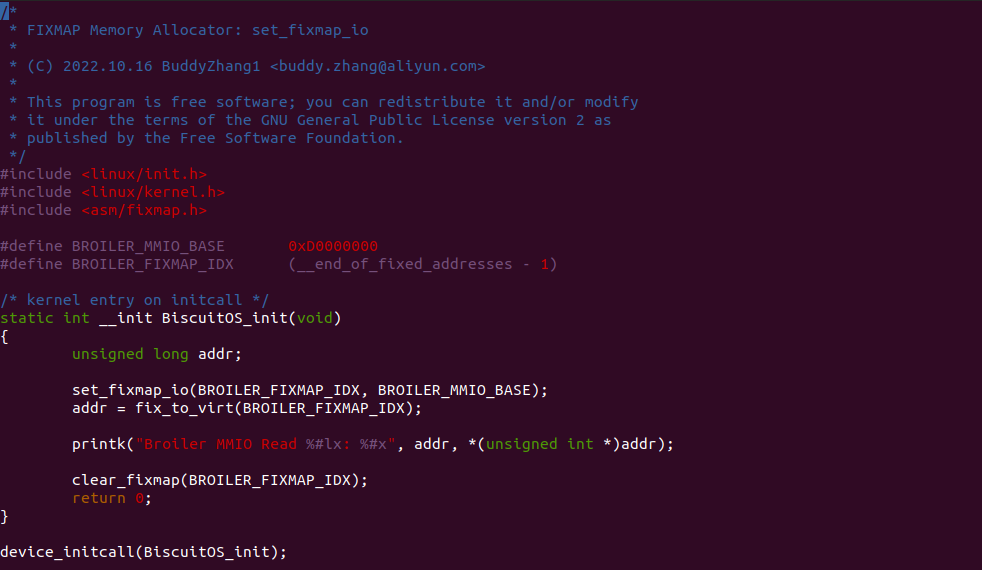 /*
 * FIXMAP Memory Allocator: set_fixmap_io
 *
 * (C) 2022.10.16 BuddyZhang1 <buddy.zhang@aliyun.com>
 *
 * This program is free software; you can redistribute it and/or modify
 * it under the terms of the GNU General Public License version 2 as
 * published by the Free Software Foundation.
 */
#include <linux/init.h>
#include <linux/kernel.h>
#include <asm/fixmap.h>

#define BROILER_MMIO_BASE       0xD0000000
#define BROILER_FIXMAP_IDX      (__end_of_fixed_addresses - 1)

/* kernel entry on initcall */
static int __init BiscuitOS_init(void)
{
        unsigned long addr;

        set_fixmap_io(BROILER_FIXMAP_IDX, BROILER_MMIO_BASE);
        addr = fix_to_virt(BROILER_FIXMAP_IDX);

        printk("Broiler MMIO Read %#lx: %#x", addr, *(unsigned int *)addr);

        clear_fixmap(BROILER_FIXMAP_IDX);
        return 0;
}

device_initcall(BiscuitOS_init);